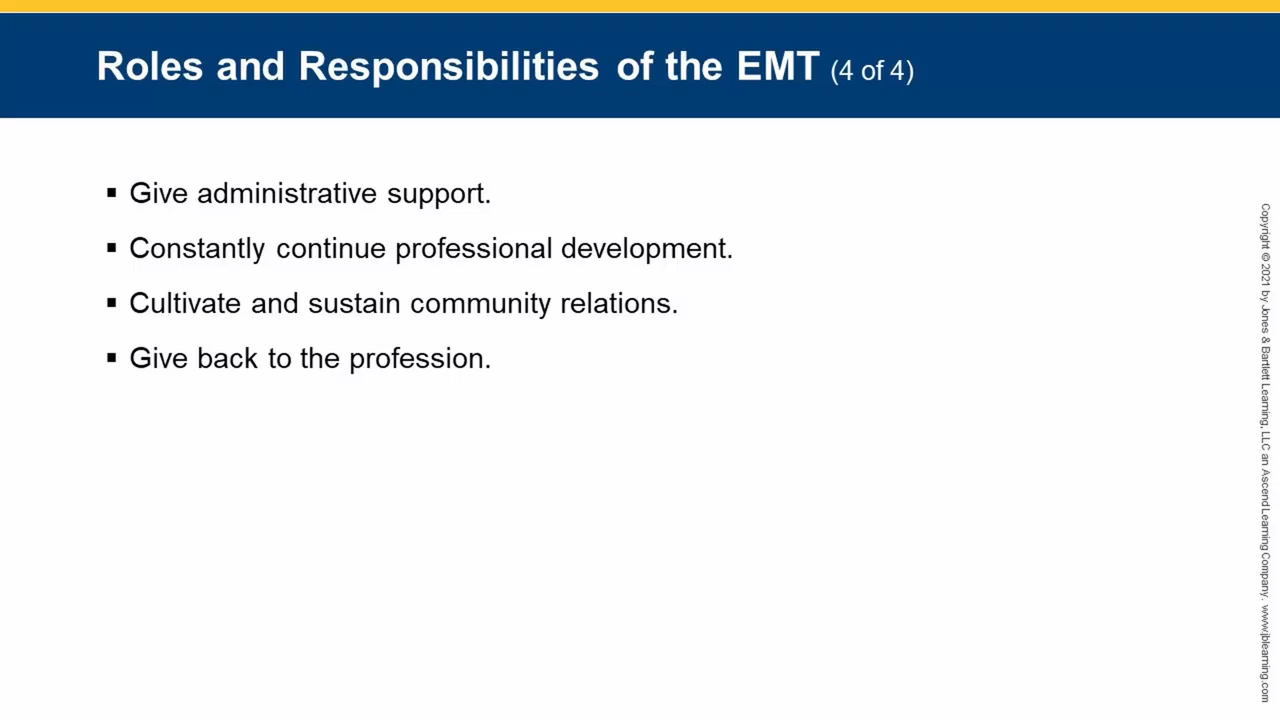 Roles and Responsibilities of the EMT (4 of 4)
▪ Give administrative support.
▪ Constantly continue professional development.
▪ Cultivate and sustain community relations.
▪ Give back to the profession.
Copyright © 2021 by Jones & Bartlett Learning, LLC an Ascend Learning Company. www.jblearning.com